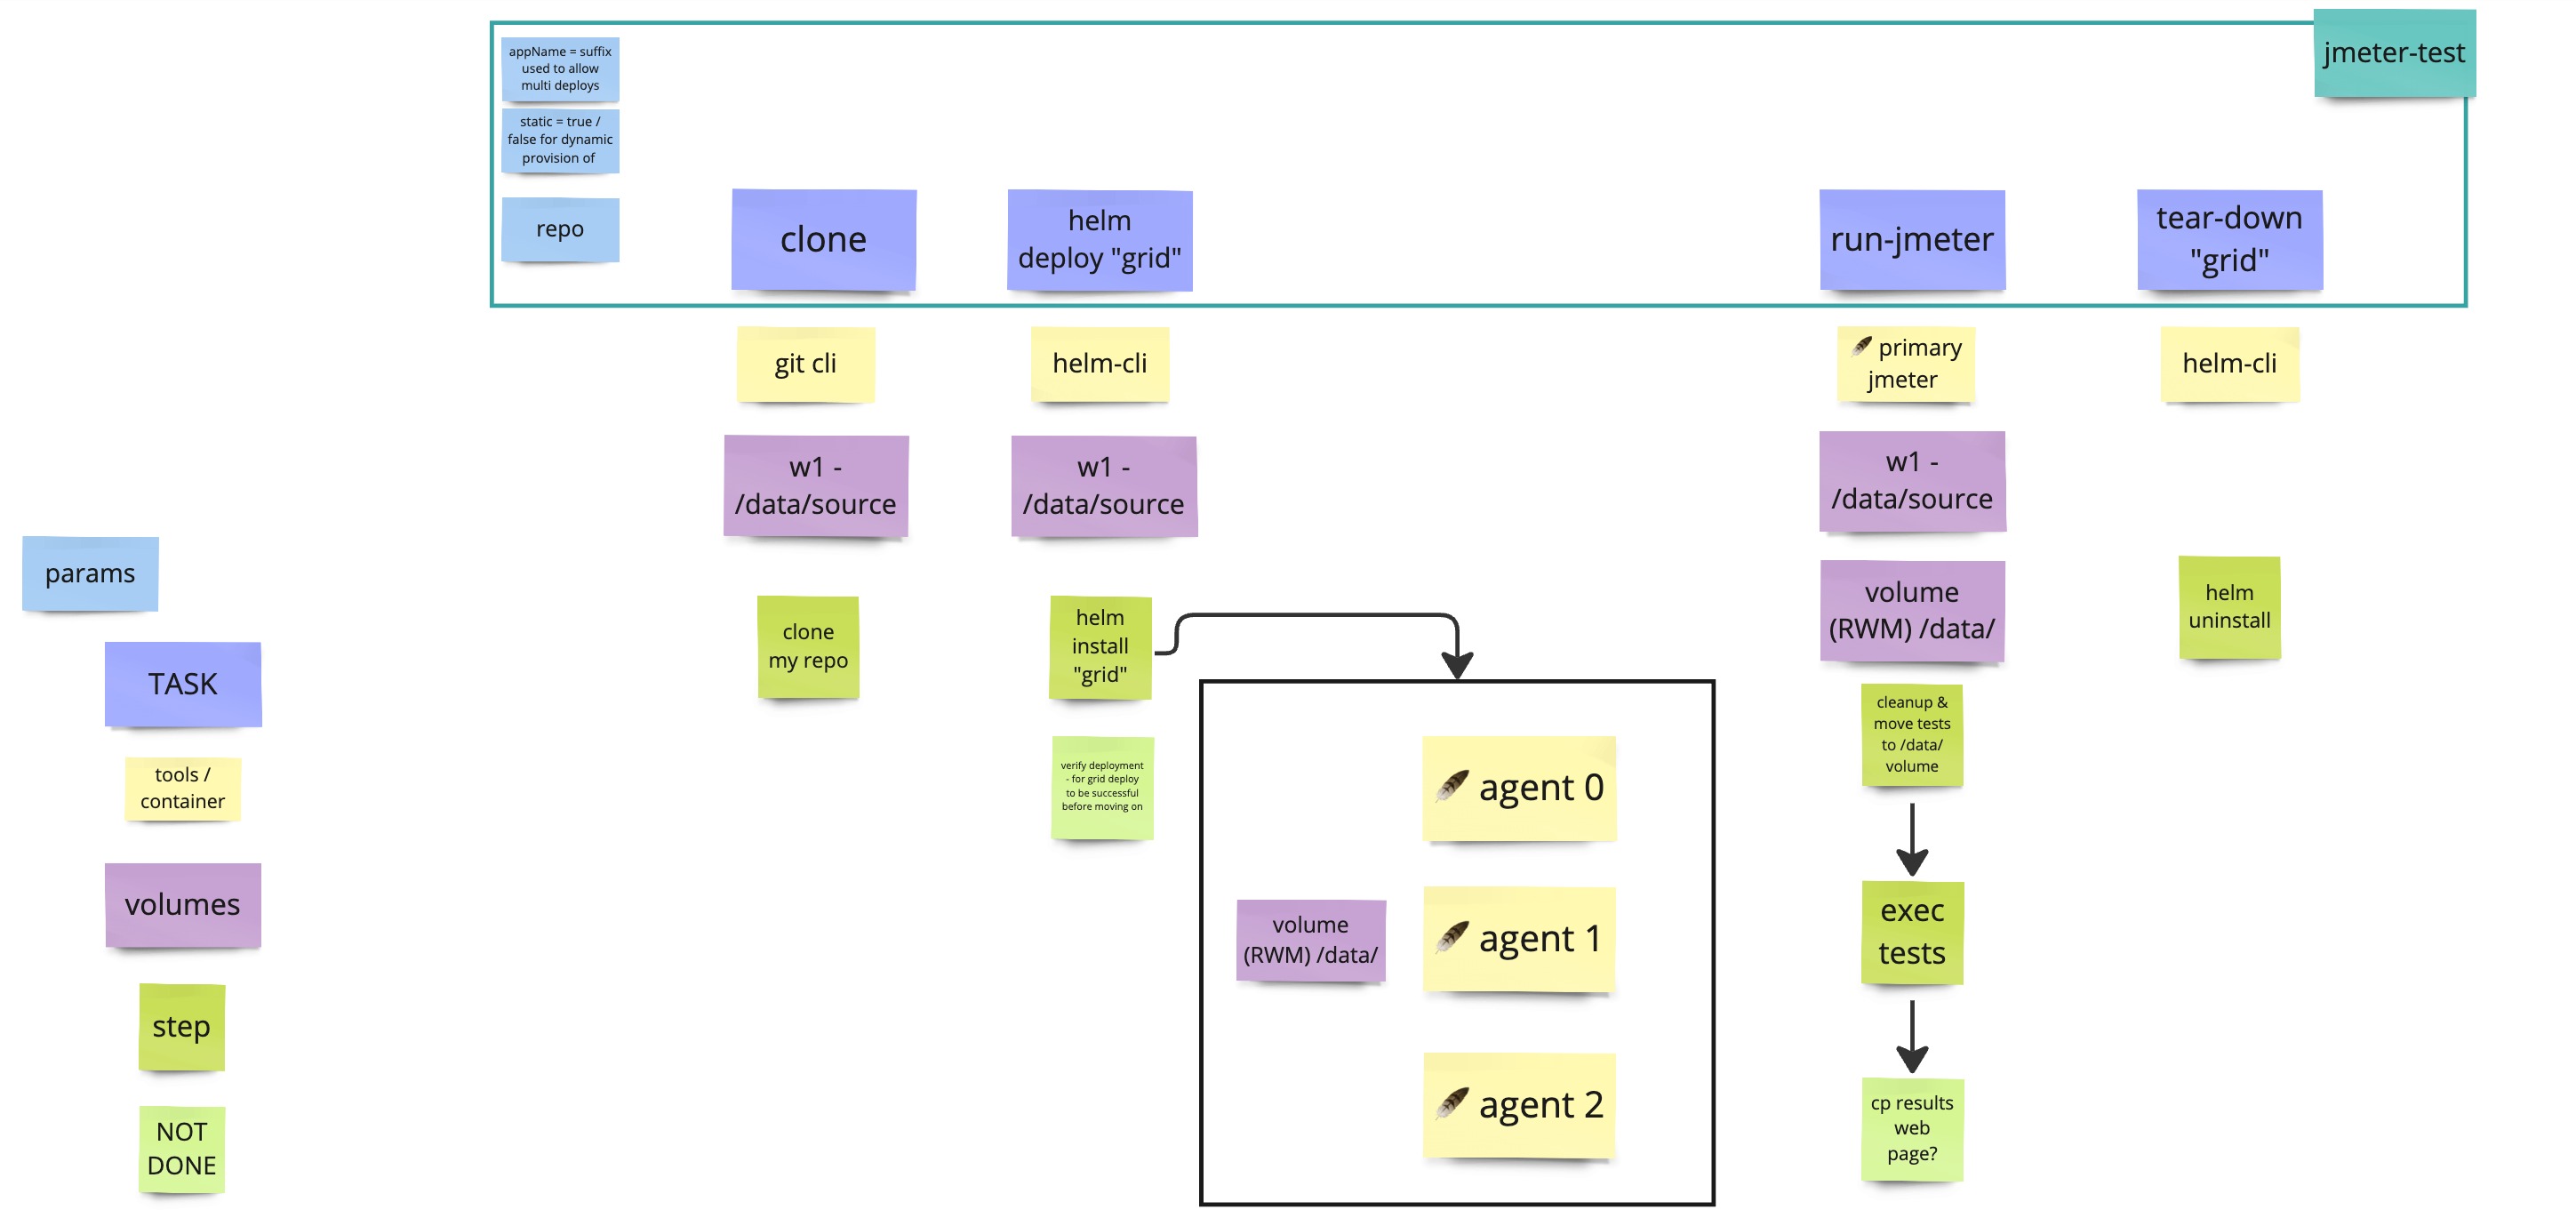 jmeter-test
appName = suffix
used to allow
multi deploys
static = true /
false for dynamic
provision of
repo
clone
helm
deploy "grid"
run-jmeter
tear-down
"grid"
git cli
helm-cli
primary
jmeter
helm-cli
w1 -
/data/source
w1 -
/data/source
w1 -
/data/source
params
TASK
tools /
container
volumes
step
NOT
DONE
clone
my repo
helm
install
"grid"
verify deployment
- for grid deploy
to be successful
before moving on
volume
(RWM) /data/
agent 0
agent 1
agent 2
volume
(RWM) /data/
cleanup &
move tests
to /data/
volume
exec
tests
cp results
web
page?
helm
uninstall